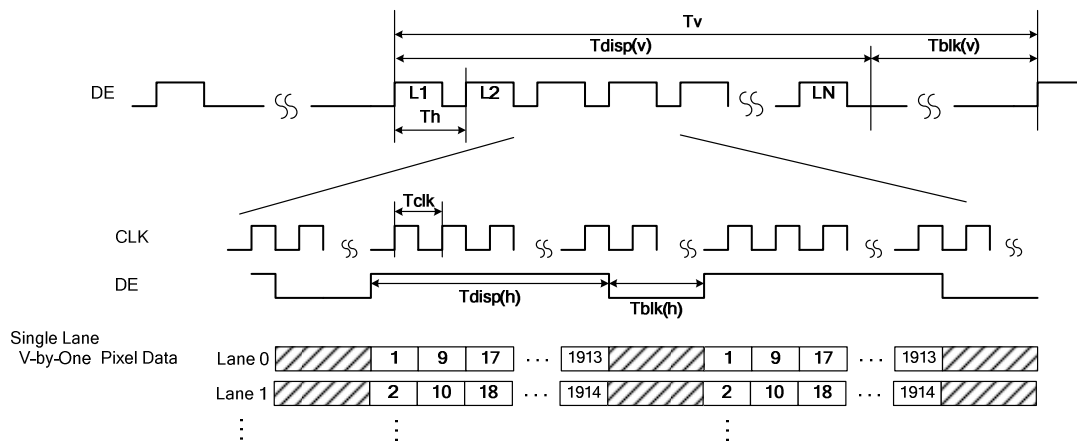 Tv
Tdisp(v) Tblk(v)
DE L1 L2 LN
Th
Tclk
CLK
DE
Tdisp(h) Tblk(h)
Single Lane
V-by-One Pixel Data
Lane 0 1 9 17 ... 1913 1 9 17 ... 1913
Lane 1 2 10 18 ... 1914 2 10 18 ... 1914